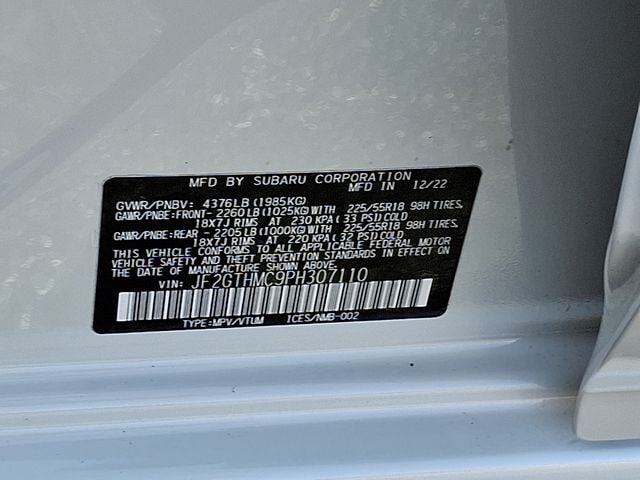 MFD BY SUBARU CORPORATION
MFD IN 12/22
GVWR/PNBV: 4376LB (1985KG)
GAWR/PNBE:FRONT- 2260LB (1025KG) WITH 225/55R18 98H TIRES,
18X7J RIMS AT 230 KPA ( 33 PSI) COLD
GAWR/PNBE:REAR - 2205LB (1000KG) WITH 225/55R18 98H TIRES,
18X7J RIMS AT 220 KPA ( 32 PSI) COLD
THIS VEHICLE CONFORMS TO ALL APPLICABLE FEDERAL MOTOR
VEHICLE SAFETY AND THEFT PREVENTION STANDARDS IN EFFECT ON
THE DATE OF MANUFACTURE SHOWN ABOVE.
VIN: JF2GTHMC9PH307110
TYPE:MPV/VTUM ICES/NMB-002